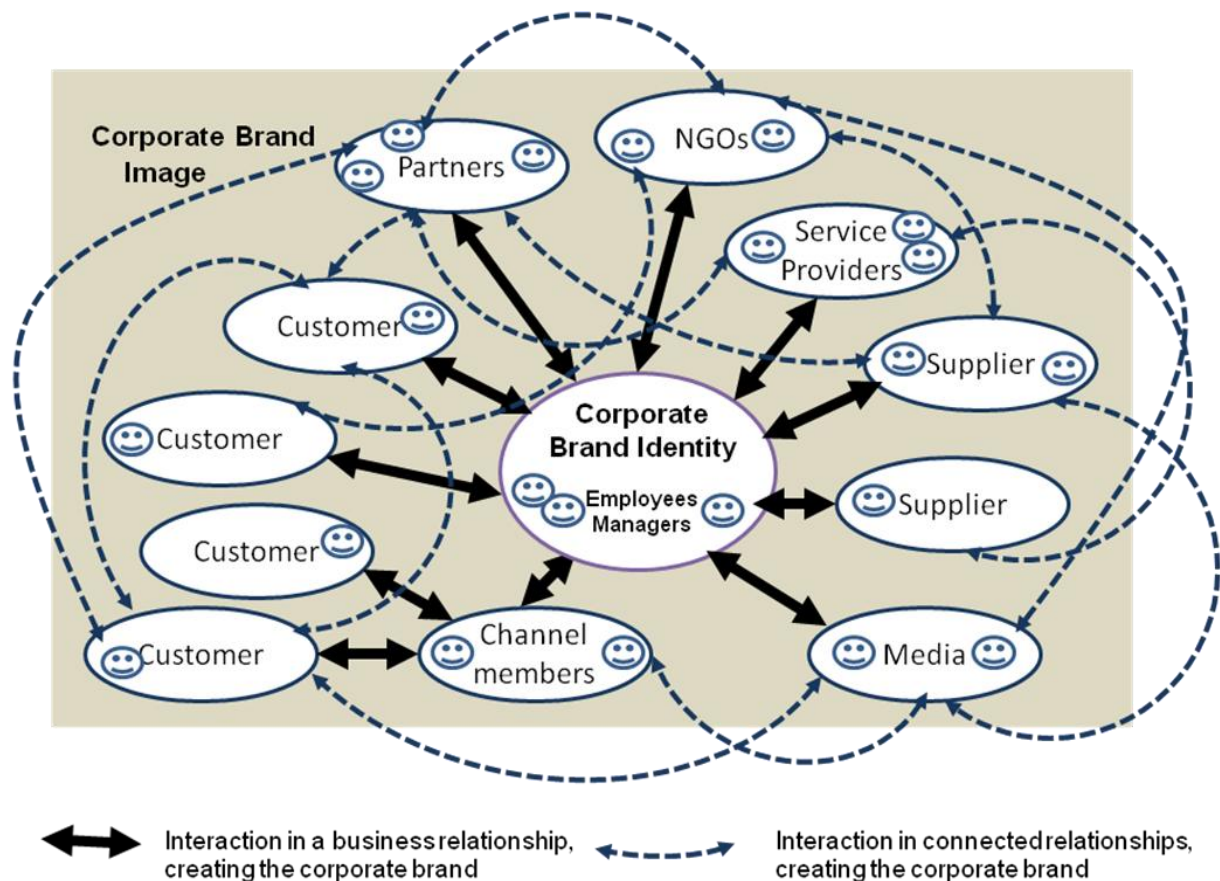 Corporate Brand
Image
Partners
NGOs
Service
Providers
Customer
Supplier
Corporate
Brand Identity
Customer
Employees
Managers
Supplier
Customer
Customer
Channel
members
Media
Interaction in a business relationship,
creating the corporate brand
Interaction in connected relationships,
creating the corporate brand